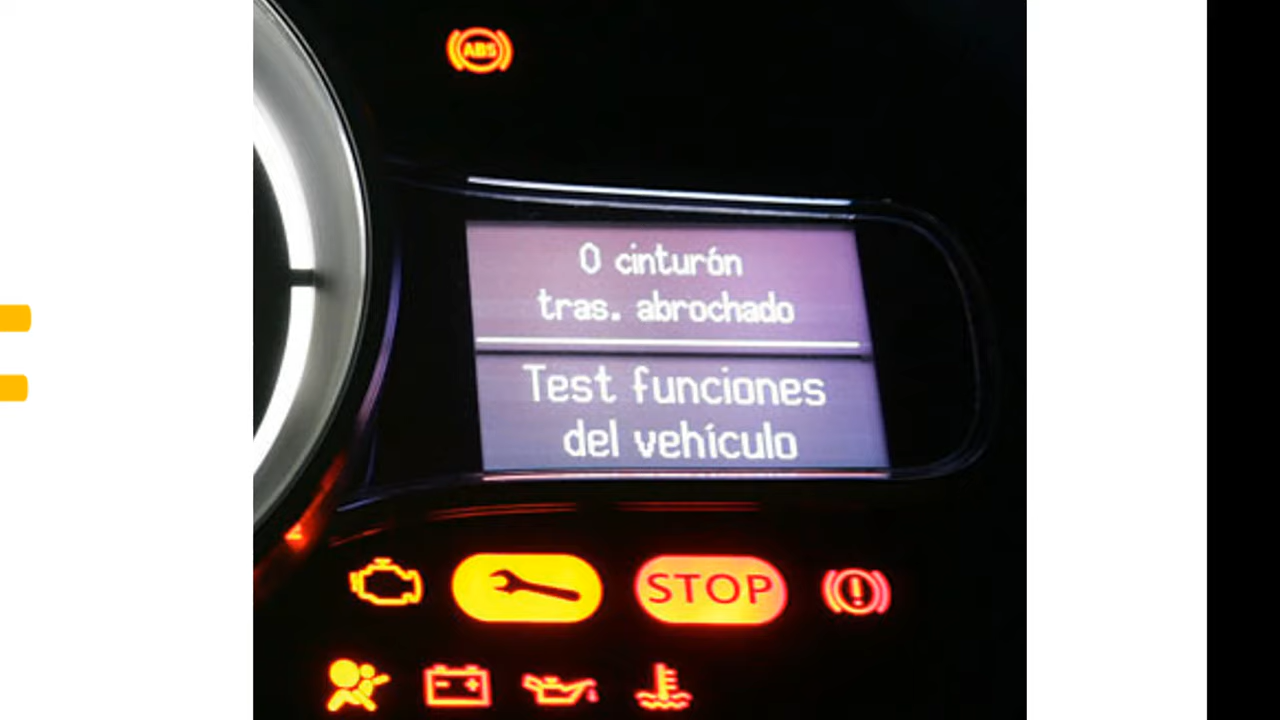 ABS
0 cinturón
tras. abrochado
Test funciones
del vehículo
STOP